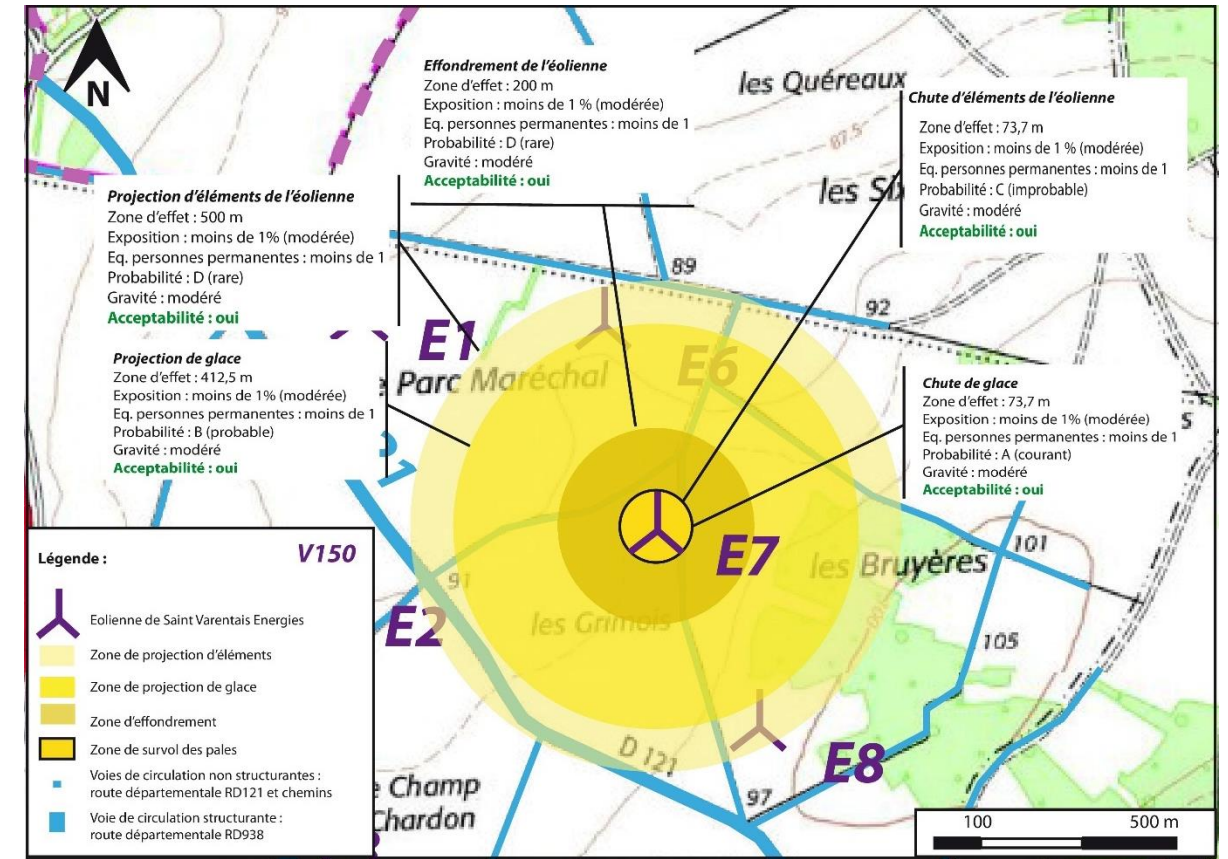 N
Effondrement de l'éolienne
Zone d'effet : 200 m
Exposition : moins de 1 % (modérée)
Eq. personnes permanentes : moins de 1
Probabilité : D (rare)
Gravité : modéré
Acceptabilité : oui
les Quéreaux
87.5
Chute d'éléments de l'éolienne
Zone d'effet : 73,7 m
Exposition : moins de 1 % (modérée)
Eq. personnes permanentes : moins de 1
Probabilité : C (improbable)
Gravité : modéré
Acceptabilité : oui
les Six
Projection d'éléments de l'éolienne
Zone d'effet : 500 m
Exposition : moins de 1% (modérée)
Eq. personnes permanentes : moins de 1
Probabilité : D (rare)
Gravité : modéré
Acceptabilité : oui
89
92
E1
E6
Parc Maréchal
Projection de glace
Zone d'effet : 412,5 m
Exposition : moins de 1% (modérée)
Eq. personnes permanentes : moins de 1
Probabilité : B (probable)
Gravité : modéré
Acceptabilité : oui
Chute de glace
Zone d'effet : 73,7 m
Exposition : moins de 1% (modérée)
Eq. personnes permanentes : moins de 1
Probabilité : A (courant)
Gravité : modéré
Acceptabilité : oui
S
E7
les Bruyères
101
91
E2
les Grimois
105
100
D 121
E8
97
Champ
Chardon
Légende :
V150
Eolienne de Saint Varentais Energies
Zone de projection d'éléments
Zone de projection de glace
Zone d'effondrement
Zone de survol des pales
Voies de circulation non structurantes :
route départementale RD121 et chemins
Voie de circulation structurante :
route départementale RD938
100
500 m